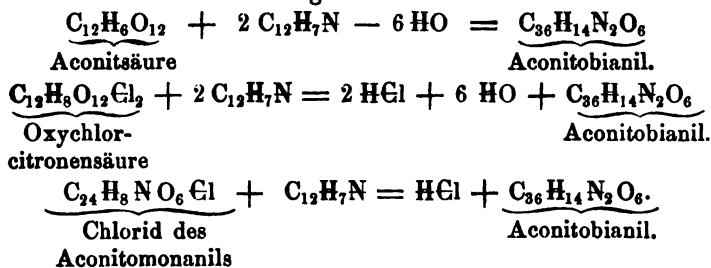 C₁₂H₆O₁₂ + 2 C₁₂H₇N — 6 HO = C₃₆H₁₄N₂O₆
Aconitsäure Aconitobianil.
C₁₂H₈O₁₂Cl₂ + 2 C₁₂H₇N = 2 HCl + 6 HO + C₃₆H₁₄N₂O₆
Oxychlor- Aconitobianil.
citronensäure
C₂₄H₈NO₆Cl + C₁₂H₇N = HCl + C₃₆H₁₄N₂O₆.
Chlorid des Aconitobianil.
Aconitomonanils